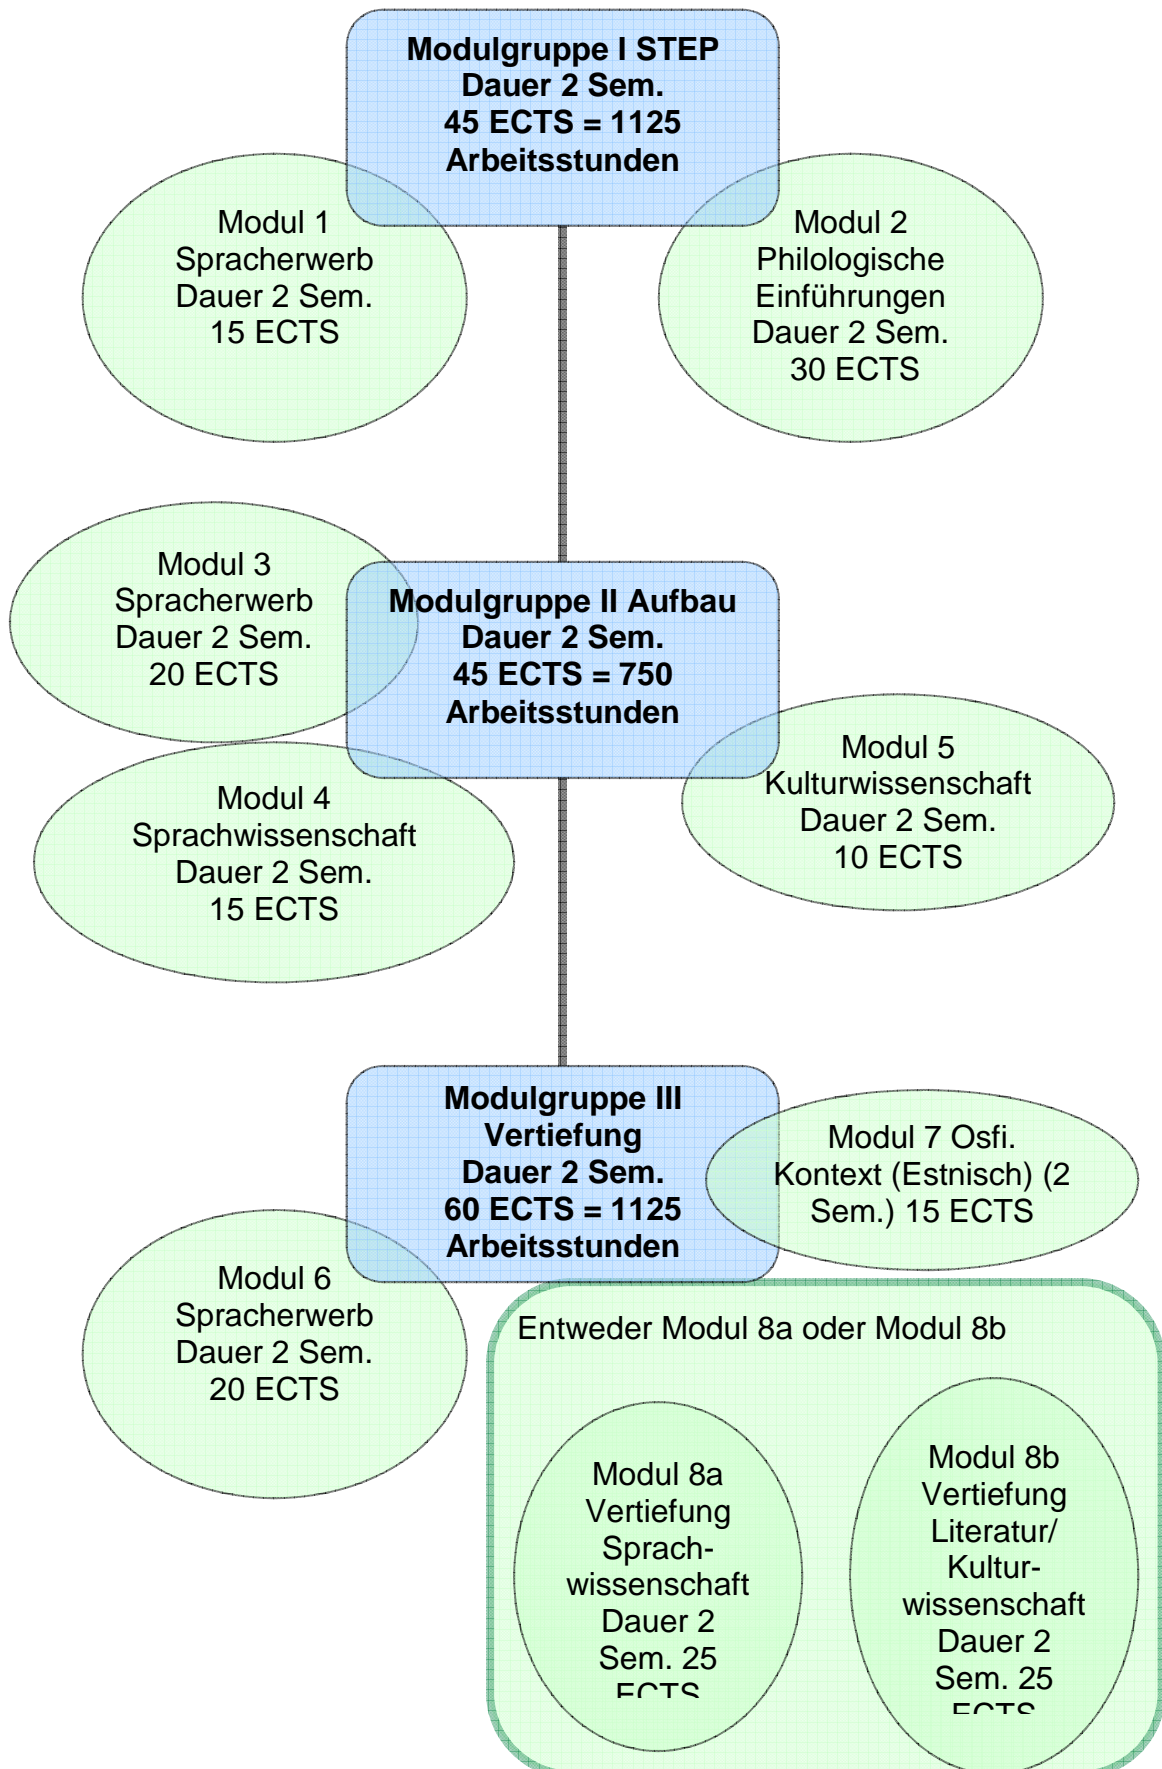 Modulgruppe I STEP
Dauer 2 Sem.
45 ECTS = 1125
Arbeitsstunden
Modul 1
Spracherwerb
Dauer 2 Sem.
15 ECTS
Modul 2
Philologische
Einführungen
Dauer 2 Sem.
30 ECTS
Modul 3
Spracherwerb
Dauer 2 Sem.
20 ECTS
Modulgruppe II Aufbau
Dauer 2 Sem.
45 ECTS = 750
Arbeitsstunden
Modul 4
Sprachwissenschaft
Dauer 2 Sem.
15 ECTS
Modul 5
Kulturwissenschaft
Dauer 2 Sem.
10 ECTS
Modulgruppe III
Vertiefung
Dauer 2 Sem.
60 ECTS = 1125
Arbeitsstunden
Modul 7 Osfi.
Kontext (Estnisch) (2
Sem.) 15 ECTS
Modul 6
Spracherwerb
Dauer 2 Sem.
20 ECTS
Entweder Modul 8a oder Modul 8b
Modul 8a
Vertiefung
Sprach-
wissenschaft
Dauer 2
Sem. 25
ECTS
Modul 8b
Vertiefung
Literatur/
Kultur-
wissenschaft
Dauer 2
Sem. 25
ECTS